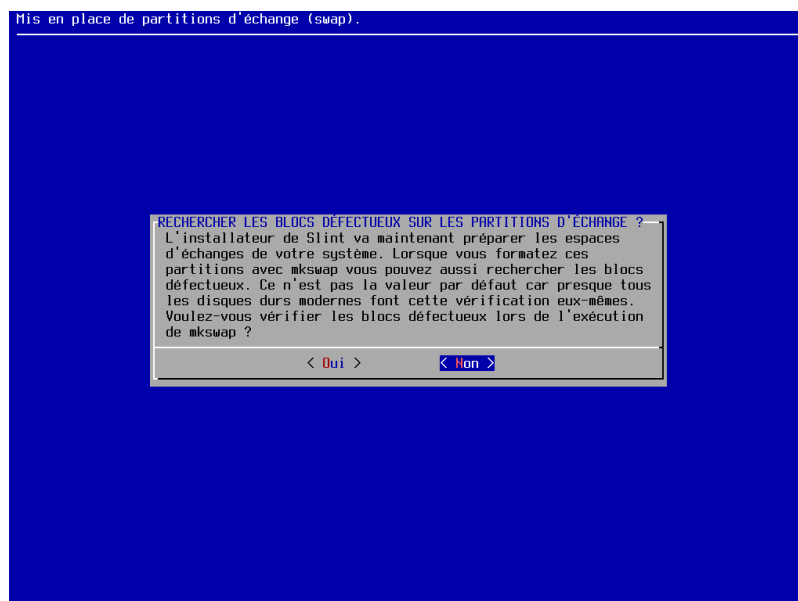 Mis en place de partitions d'échange (swap).
RECHERCHER LES BLOCS DÉFECTUEUX SUR LES PARTITIONS D'ÉCHANGE ?
L'installateur de Slint va maintenant préparer les espaces
d'échanges de votre système. Lorsque vous formatez ces
partitions avec mkswap vous pouvez aussi rechercher les blocs
défectueux. Ce n'est pas la valeur par défaut car presque tous
les disques durs modernes font cette vérification eux-mêmes.
Voulez-vous vérifier les blocs défectueux lors de l'exécution
de mkswap ?
< Oui > < Non >